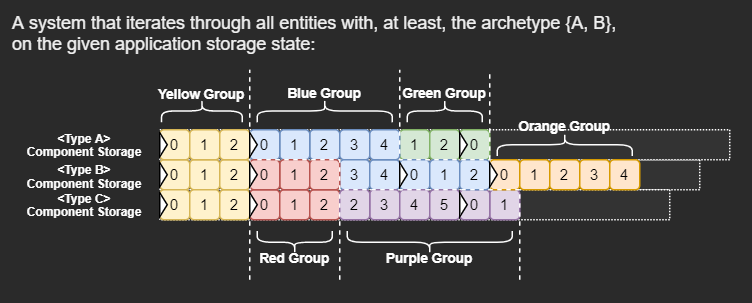 A system that iterates through all entities with, at least, the archetype {A, B},
on the given application storage state:
Yellow Group Blue Group Green Group
Orange Group
<Type A>
Component Storage
0 1 2 0 1 2 3 4 1 2 0
<Type B>
Component Storage
0 1 2 0 1 2 3 4 0 1 2 0 1 2 3 4
<Type C>
Component Storage
0 1 2 0 1 2 2 3 4 5 0 1
Red Group Purple Group